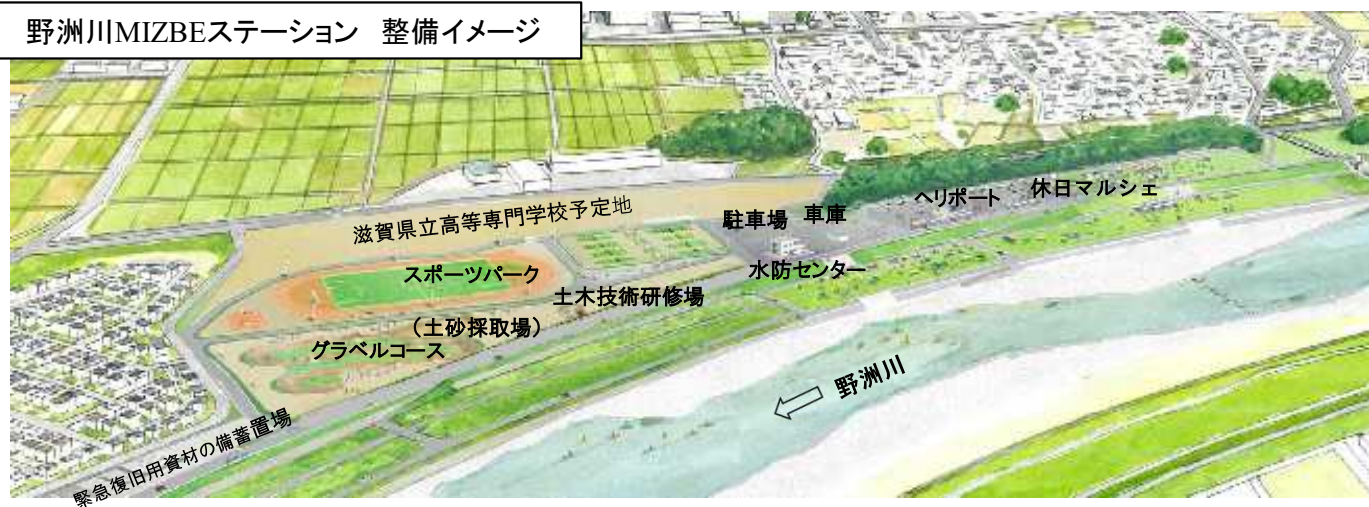 野洲川MIZBEステーション　整備イメージ
休日マルシェ
ヘリポート
車庫
駐車場
滋賀県立高等専門学校予定地
水防センター
スポーツパーク
土木技術研修場
（土砂採取場）
グラベルコース
野洲川
緊急復旧用資材の備蓄置場